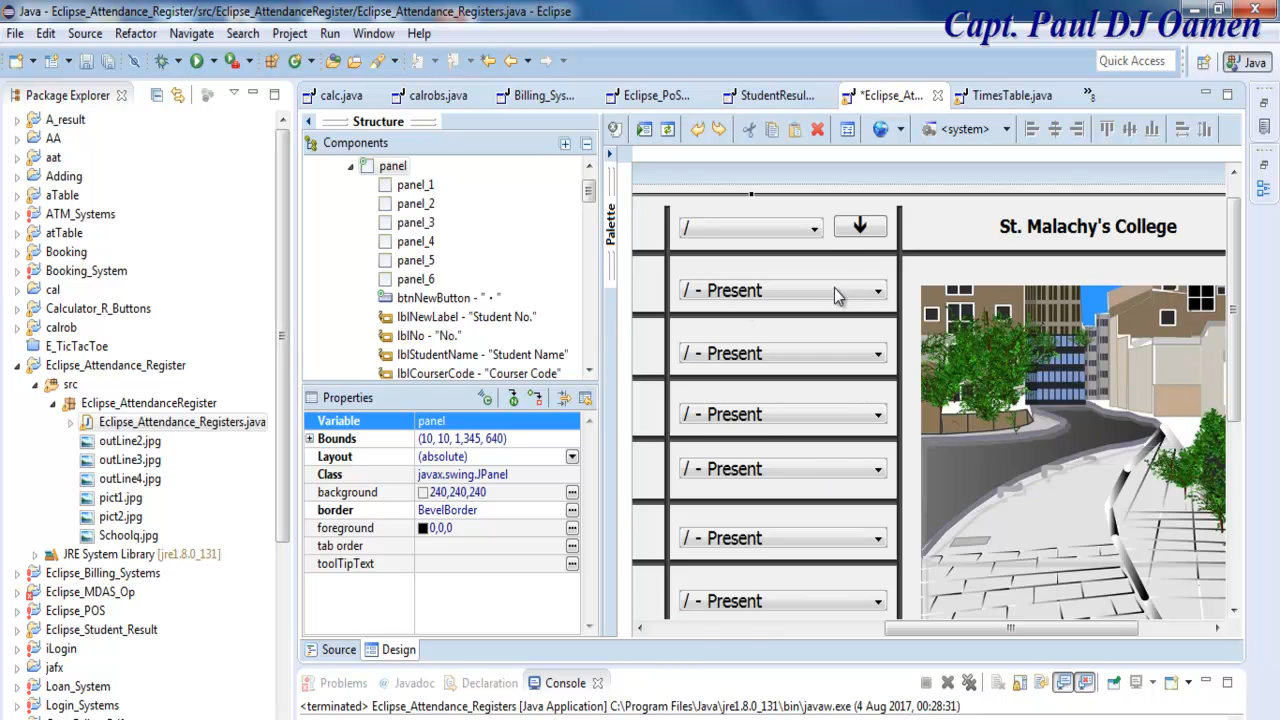 Java - Eclipse_Attendance_Register/src/Eclipse_AttendanceRegister/Eclipse_Attendance_Registers.java - Eclipse
Capt. Paul DJ Oamen
File Edit Source Refactor Navigate Search Project Run Window Help
Quick Access
Java
Package Explorer
calc.java
calrobs.java
Billing_Sy...
Eclipse_PoS...
StudentResul...
*Eclipse_At...
TimesTable.java
»8
Structure
<system>
Components
A_result
AA
aat
Adding
aTable
ATM_Systems
atTable
Booking
Booking_System
cal
Calculator_R_Buttons
calrob
E_TicTacToe
Eclipse_Attendance_Register
src
Eclipse_AttendanceRegister
Eclipse_Attendance_Registers.java
outLine2.jpg
outLine3.jpg
outLine4.jpg
pict1.jpg
pict2.jpg
Schoolq.jpg
JRE System Library [jre1.8.0_131]
Eclipse_Billing_Systems
Eclipse_MDAS_Op
Eclipse_POS
Eclipse_Student_Result
iLogin
jafx
Loan_System
Login_Systems
panel
panel_1
panel_2
panel_3
panel_4
panel_5
panel_6
btnNewButton - " · "
lblNewLabel - "Student No."
lblNo - "No."
lblStudentName - "Student Name"
lblCourserCode - "Courser Code"
Properties
Variable panel
Bounds (10, 10, 1,345, 640)
Layout (absolute)
Class javax.swing.JPanel
background 240,240,240
border BevelBorder
foreground 0,0,0
tab order
toolTipText
Palette
/
St. Malachy's College
/ - Present
/ - Present
/ - Present
/ - Present
/ - Present
/ - Present
Source Design
Problems Javadoc Declaration Console
<terminated> Eclipse_Attendance_Registers [Java Application] C:\Program Files\Java\jre1.8.0_131\bin\javaw.exe (4 Aug 2017, 00:28:31)